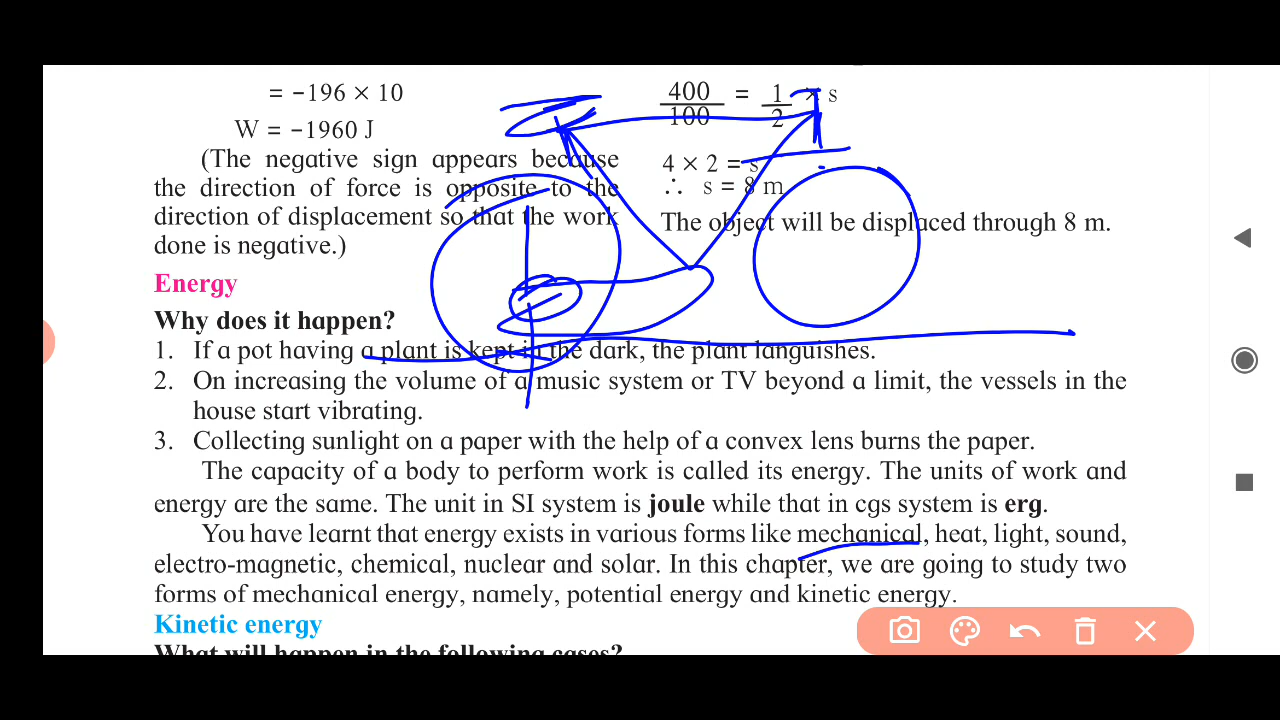 = −196 × 10
W = −1960 J
(The negative sign appears because
the direction of force is opposite to the
direction of displacement so that the work
done is negative.)
400/100 = 1/2 × s
4 × 2 = s
∴ s = 8 m
The object will be displaced through 8 m.
Energy
Why does it happen?
1. If a pot having a plant is kept in the dark, the plant languishes.
2. On increasing the volume of a music system or TV beyond a limit, the vessels in the
house start vibrating.
3. Collecting sunlight on a paper with the help of a convex lens burns the paper.
The capacity of a body to perform work is called its energy. The units of work and
energy are the same. The unit in SI system is joule while that in cgs system is erg.
You have learnt that energy exists in various forms like mechanical, heat, light, sound,
electro-magnetic, chemical, nuclear and solar. In this chapter, we are going to study two
forms of mechanical energy, namely, potential energy and kinetic energy.
Kinetic energy
What will happen in the following cases?